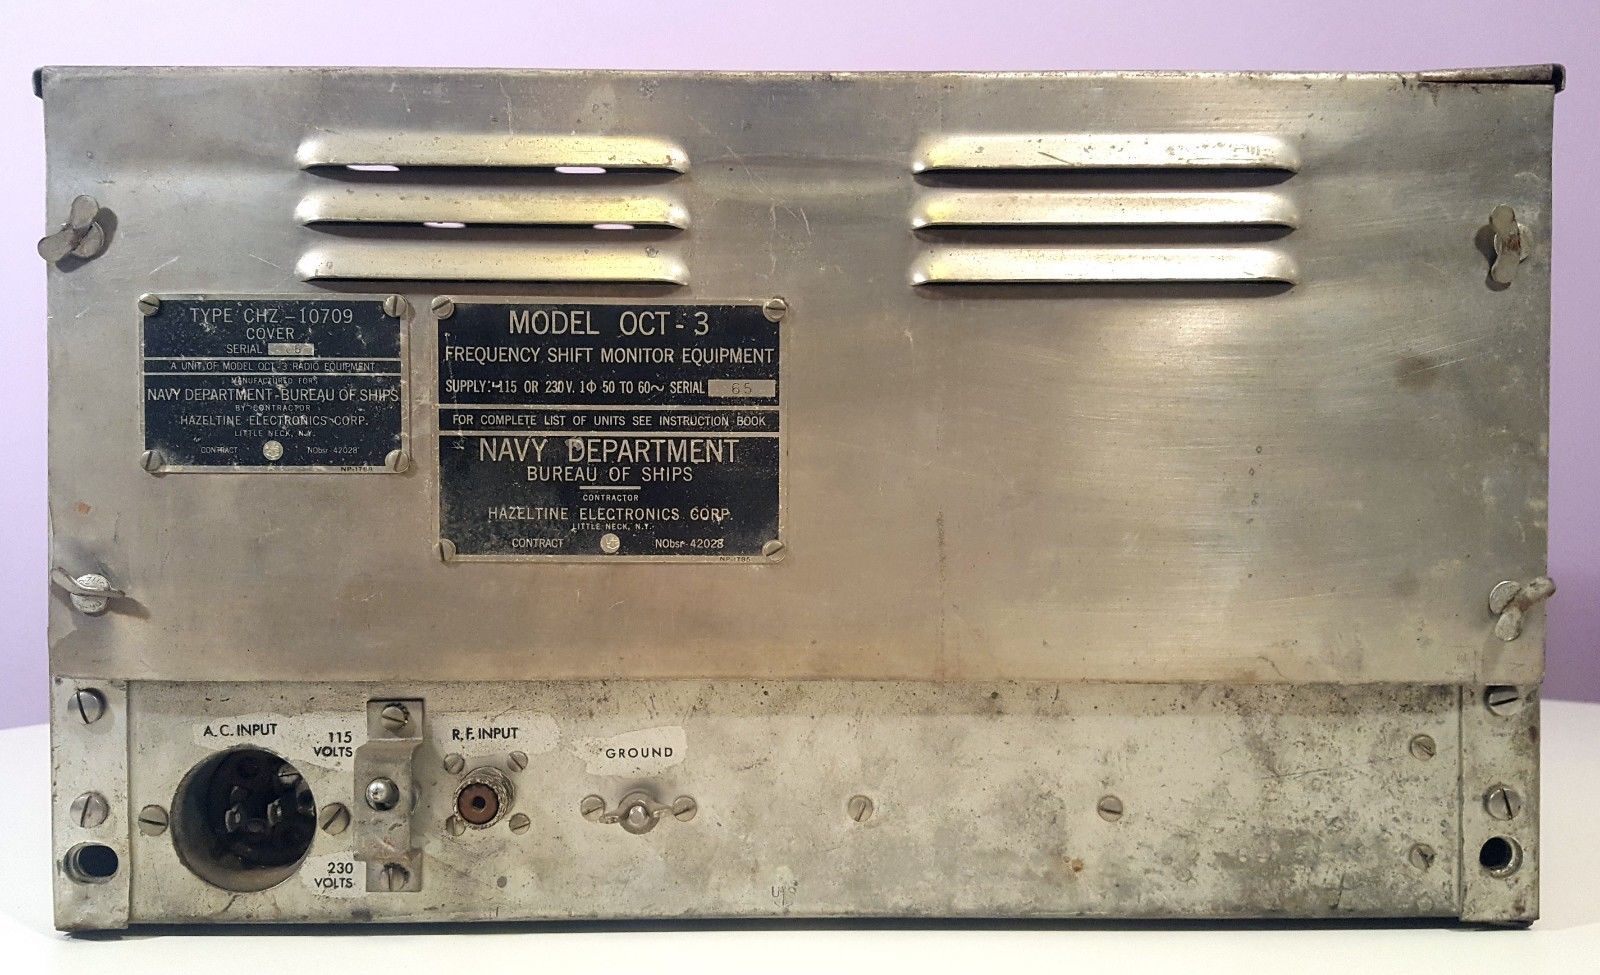 TYPE CHZ-10709
COVER
SERIAL
A UNIT OF MODEL OCT-3 RADIO EQUIPMENT
MANUFACTURED FOR
NAVY DEPARTMENT-BUREAU OF SHIPS
BY CONTRACTOR
HAZELTINE ELECTRONICS CORP.
LITTLE NECK, N.Y.
CONTRACT NObsr-42028
MODEL OCT-3
FREQUENCY SHIFT MONITOR EQUIPMENT
SUPPLY: 115 OR 230V. 1Φ 50 TO 60~ SERIAL 65
FOR COMPLETE LIST OF UNITS SEE INSTRUCTION BOOK
NAVY DEPARTMENT
BUREAU OF SHIPS
CONTRACTOR
HAZELTINE ELECTRONICS CORP.
LITTLE NECK, N.Y.
CONTRACT NObsr-42028
A.C. INPUT
115
VOLTS
230
VOLTS
R.F. INPUT
GROUND